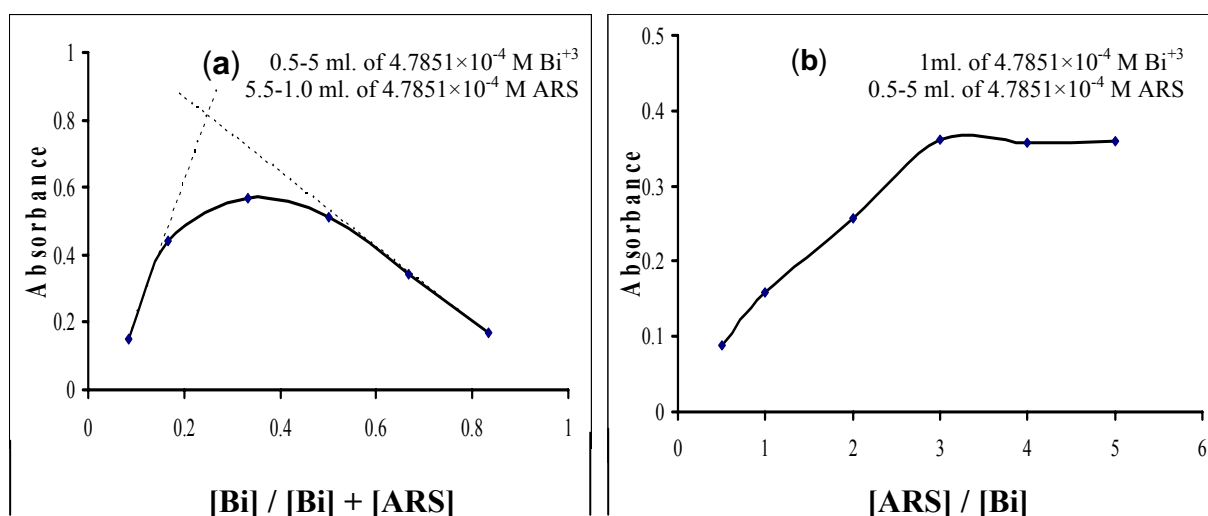 (a)
0.5-5 ml. of 4.7851×10⁻⁴ M Bi⁺³
5.5-1.0 ml. of 4.7851×10⁻⁴ M ARS
Absorbance
1
0.8
0.6
0.4
0.2
0
0 0.2 0.4 0.6 0.8 1
[Bi] / [Bi] + [ARS]
(b)
1ml. of 4.7851×10⁻⁴ M Bi⁺³
0.5-5 ml. of 4.7851×10⁻⁴ M ARS
Absorbance
0.5
0.4
0.3
0.2
0.1
0
0 1 2 3 4 5 6
[ARS] / [Bi]